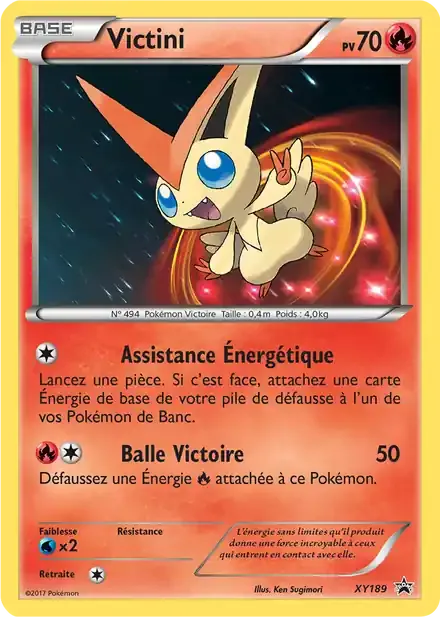 BASE
Victini
PV70
N° 494 Pokémon Victoire Taille : 0,4m Poids : 4,0kg
Assistance Énergétique
Lancez une pièce. Si c'est face, attachez une carte
Énergie de base de votre pile de défausse à l'un de
vos Pokémon de Banc.
Balle Victoire 50
Défaussez une Énergie attachée à ce Pokémon.
Faiblesse Résistance
×2
L'énergie sans limites qu'il produit
donne une force incroyable à ceux
qui entrent en contact avec elle.
Retraite
©2017 Pokémon
Illus. Ken Sugimori
XY189
PROMO